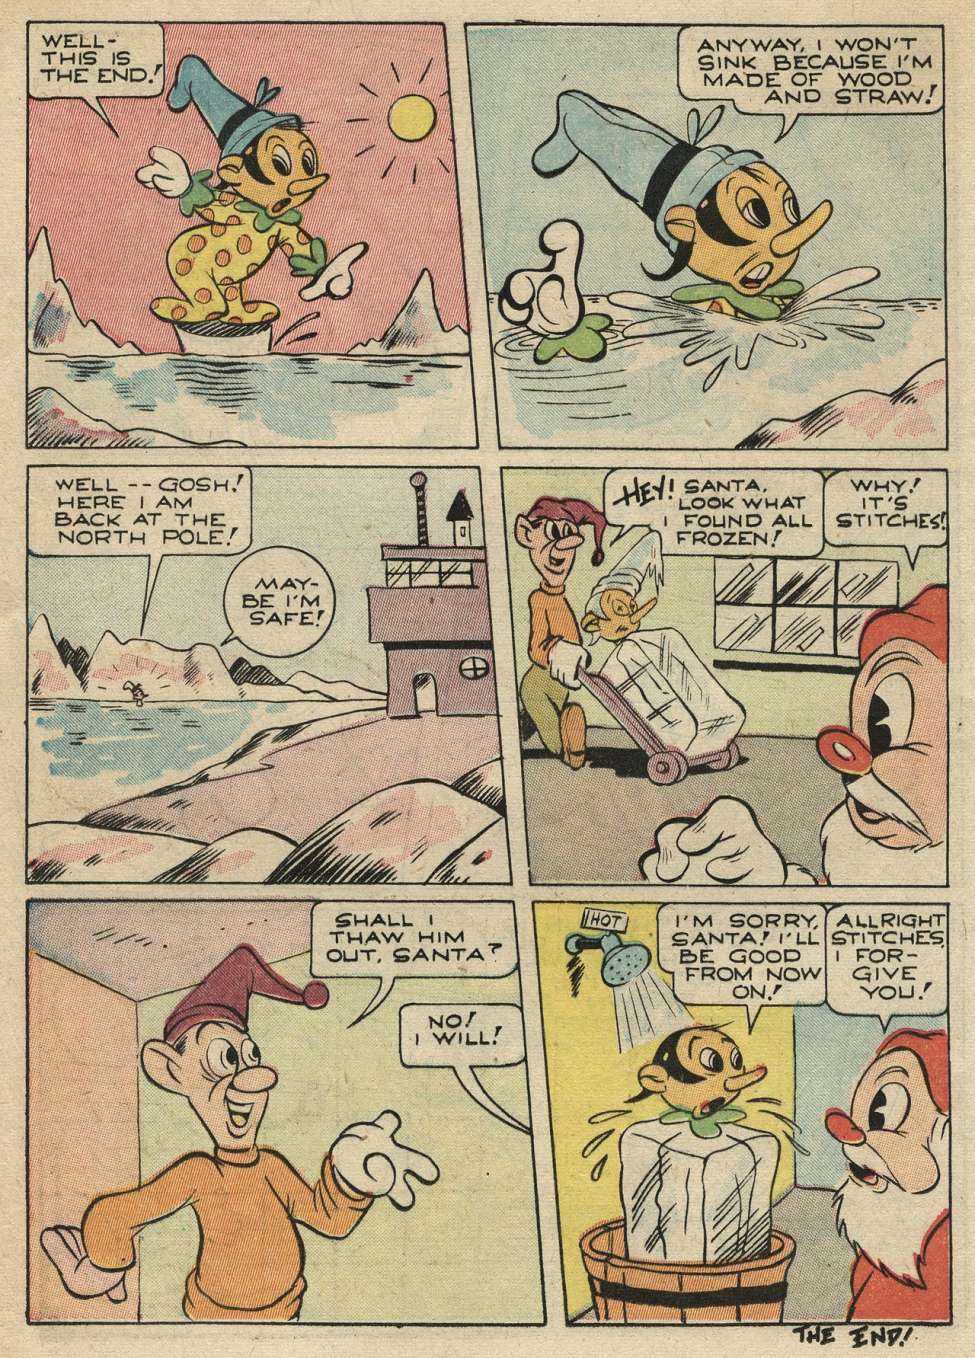 WELL-
THIS IS
THE END!
ANYWAY, I WON'T
SINK BECAUSE I'M
MADE OF WOOD
AND STRAW!
WELL -- GOSH!
HERE I AM
BACK AT THE
NORTH POLE!
MAY-
BE I'M
SAFE!
HEY! SANTA,
LOOK WHAT
I FOUND ALL
FROZEN!
WHY!
IT'S
STITCHES!
SHALL I
THAW HIM
OUT, SANTA?
NO!
I WILL!
HOT
I'M SORRY,
SANTA! I'LL
BE GOOD
FROM NOW
ON!
ALLRIGHT
STITCHES,
I FOR-
GIVE
YOU!
THE END!